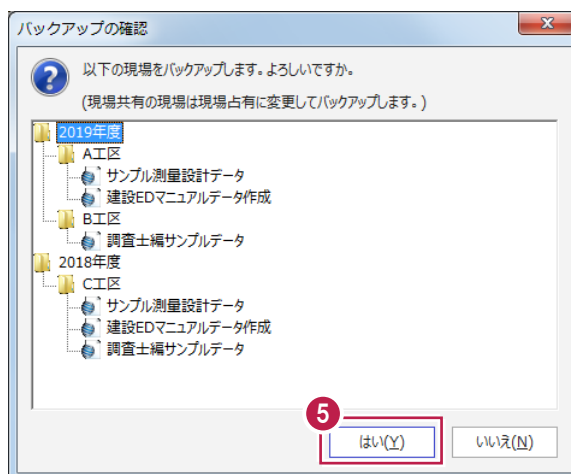 バックアップの確認
以下の現場をバックアップします。よろしいですか。
(現場共有の現場は現場占有に変更してバックアップします。)
2019年度
A工区
サンプル測量設計データ
建設EDマニュアルデータ作成
B工区
調査士編サンプルデータ
2018年度
C工区
サンプル測量設計データ
建設EDマニュアルデータ作成
調査士編サンプルデータ
5
はい(Y)
いいえ(N)